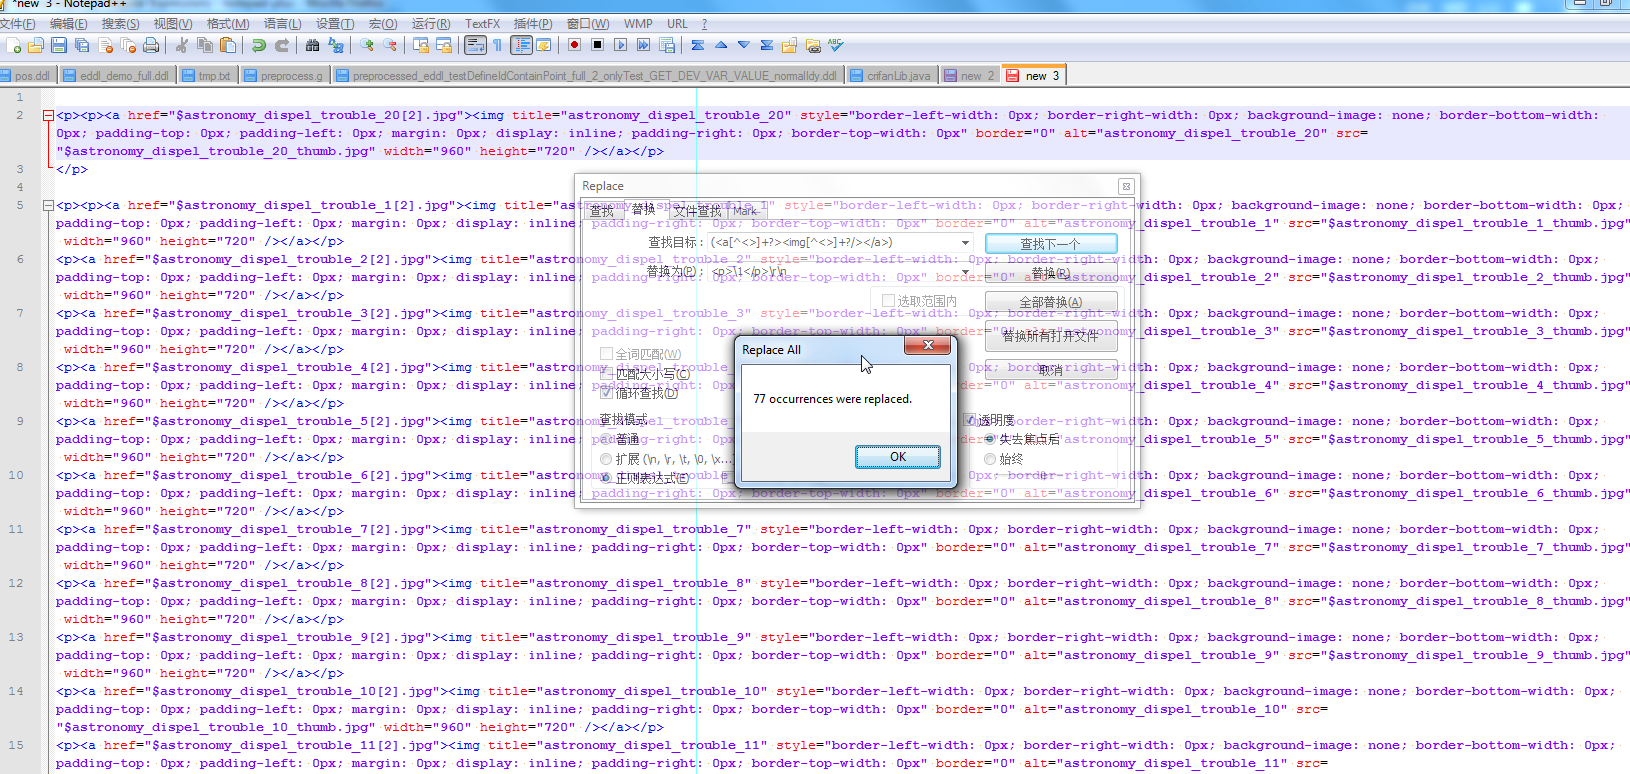 *new  3 - Notepad++
文件(F) 编辑(E) 搜索(S) 视图(V) 格式(M) 语言(L) 设置(T) 宏(O) 运行(R) TextFX 插件(P) 窗口(W) WMP URL ?
pos.ddl eddl_demo_full.ddl tmp.txt preprocess.g preprocessed_eddl_testDefineIdContainPoint_full_2_onlyTest_GET_DEV_VAR_VALUE_normalIdy.ddl crifanLib.java new  2 new  3
1
2 <p><p><a href="$astronomy_dispel_trouble_20[2].jpg"><img title="astronomy_dispel_trouble_20" style="border-left-width: 0px; border-right-width: 0px; background-image: none; border-bottom-width:
0px; padding-top: 0px; padding-left: 0px; margin: 0px; display: inline; padding-right: 0px; border-top-width: 0px" border="0" alt="astronomy_dispel_trouble_20" src=
"$astronomy_dispel_trouble_20_thumb.jpg" width="960" height="720" /></a></p>
3 </p>
4
5 <p><p><a href="$astronomy_dispel_trouble_1[2].jpg"><img title="astronomy_dispel_trouble_1" style="border-left-width: 0px; border-right-width: 0px; background-image: none; border-bottom-width: 0px;
padding-top: 0px; padding-left: 0px; margin: 0px; display: inline; "astronomy_dispel_trouble_1" src="$astronomy_dispel_trouble_1_thumb.jpg"
width="960" height="720" /></a></p>
6 <p><a href="$astronomy_dispel_trouble_2[2].jpg"><img title="astronomy_dispel_trouble_2" style="border-left-width: 0px; border-right-width: 0px; background-image: none; border-bottom-width: 0px;
padding-top: 0px; padding-left: 0px; margin: 0px; display: inline; padding-right: 0px; border-top-width: 0px" border="0" alt="astronomy_dispel_trouble_2" src="$astronomy_dispel_trouble_2_thumb.jpg"
width="960" height="720" /></a></p>
7 <p><a href="$astronomy_dispel_trouble_3[2].jpg"><img title="astronomy_dispel_trouble_3" style="border-left-width: 0px; border-right-width: 0px; background-image: none; border-bottom-width: 0px;
padding-top: 0px; padding-left: 0px; margin: 0px; display: inline; padding-right: 0px; "astronomy_dispel_trouble_3" src="$astronomy_dispel_trouble_3_thumb.jpg"
width="960" height="720" /></a></p>
8 <p><a href="$astronomy_dispel_trouble_4[2].jpg"><img title="border-right-width: 0px; background-image: none; border-bottom-width: 0px;
padding-top: 0px; padding-left: 0px; margin: 0px; display: inline; "astronomy_dispel_trouble_4" src="$astronomy_dispel_trouble_4_thumb.jpg"
width="960" height="720" /></a></p>
9 <p><a href="$astronomy_dispel_trouble_5[2].jpg"><img title="border-right-width: 0px; background-image: none; border-bottom-width: 0px;
padding-top: 0px; padding-left: 0px; margin: 0px; display: inline; "astronomy_dispel_trouble_5" src="$astronomy_dispel_trouble_5_thumb.jpg"
width="960" height="720" /></a></p>
10 <p><a href="$astronomy_dispel_trouble_6[2].jpg"><img title="border-right-width: 0px; background-image: none; border-bottom-width: 0px;
padding-top: 0px; padding-left: 0px; margin: 0px; display: inline; padding-right: 0px; border-top-width: 0px" border="0" alt="astronomy_dispel_trouble_6" src="$astronomy_dispel_trouble_6_thumb.jpg"
width="960" height="720" /></a></p>
11 <p><a href="$astronomy_dispel_trouble_7[2].jpg"><img title="astronomy_dispel_trouble_7" style="border-left-width: 0px; border-right-width: 0px; background-image: none; border-bottom-width: 0px;
padding-top: 0px; padding-left: 0px; margin: 0px; display: inline; padding-right: 0px; border-top-width: 0px" border="0" alt="astronomy_dispel_trouble_7" src="$astronomy_dispel_trouble_7_thumb.jpg"
width="960" height="720" /></a></p>
12 <p><a href="$astronomy_dispel_trouble_8[2].jpg"><img title="astronomy_dispel_trouble_8" style="border-left-width: 0px; border-right-width: 0px; background-image: none; border-bottom-width: 0px;
padding-top: 0px; padding-left: 0px; margin: 0px; display: inline; padding-right: 0px; border-top-width: 0px" border="0" alt="astronomy_dispel_trouble_8" src="$astronomy_dispel_trouble_8_thumb.jpg"
width="960" height="720" /></a></p>
13 <p><a href="$astronomy_dispel_trouble_9[2].jpg"><img title="astronomy_dispel_trouble_9" style="border-left-width: 0px; border-right-width: 0px; background-image: none; border-bottom-width: 0px;
padding-top: 0px; padding-left: 0px; margin: 0px; display: inline; padding-right: 0px; border-top-width: 0px" border="0" alt="astronomy_dispel_trouble_9" src="$astronomy_dispel_trouble_9_thumb.jpg"
width="960" height="720" /></a></p>
14 <p><a href="$astronomy_dispel_trouble_10[2].jpg"><img title="astronomy_dispel_trouble_10" style="border-left-width: 0px; border-right-width: 0px; background-image: none; border-bottom-width: 0px;
padding-top: 0px; padding-left: 0px; margin: 0px; display: inline; padding-right: 0px; border-top-width: 0px" border="0" alt="astronomy_dispel_trouble_10" src=
"$astronomy_dispel_trouble_10_thumb.jpg" width="960" height="720" /></a></p>
15 <p><a href="$astronomy_dispel_trouble_11[2].jpg"><img title="astronomy_dispel_trouble_11" style="border-left-width: 0px; border-right-width: 0px; background-image: none; border-bottom-width: 0px;
padding-top: 0px; padding-left: 0px; margin: 0px; display: inline; padding-right: 0px; border-top-width: 0px" border="0" alt="astronomy_dispel_trouble_11" src=
Replace
查找 替换 文件查找 Mark
查找目标: (<a[^<>]+?><img[^<>]+?/></a>) 查找下一个
替换为(P): <p>\1</p>\r\n 替换(R)
选取范围内 全部替换(A)
替换所有打开文件
全词匹配(W)
匹配大小写(C) 取消
循环查找(D)
查找模式 透明度
普通 失去焦点后
扩展 (\n, \r, \t, \0, \x...) 始终
正则表达式(E)
Replace All
77 occurrences were replaced.
OK